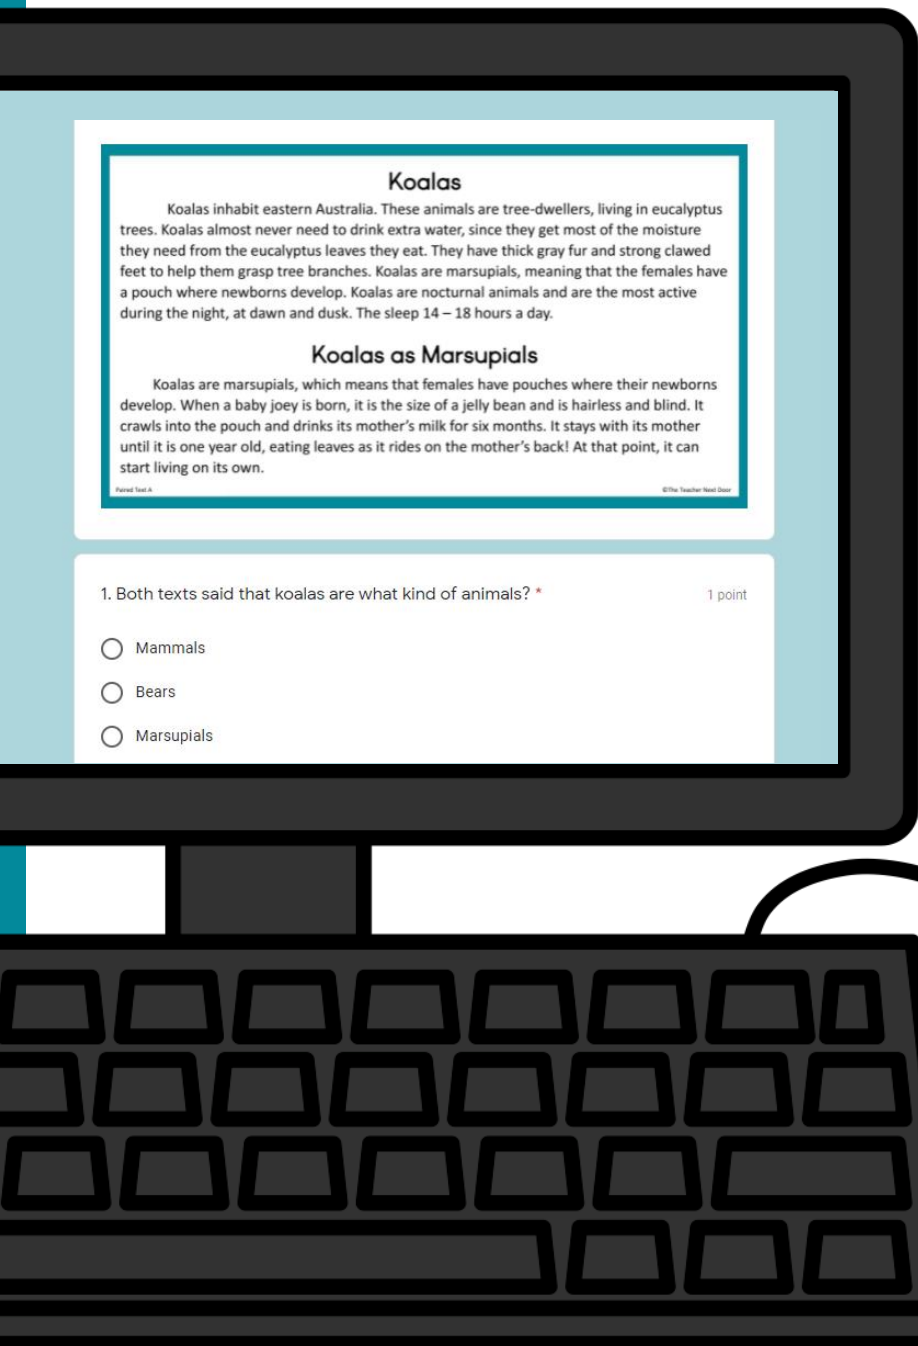 Koalas
Koalas inhabit eastern Australia. These animals are tree-dwellers, living in eucalyptus
trees. Koalas almost never need to drink extra water, since they get most of the moisture
they need from the eucalyptus leaves they eat. They have thick gray fur and strong clawed
feet to help them grasp tree branches. Koalas are marsupials, meaning that the females have
a pouch where newborns develop. Koalas are nocturnal animals and are the most active
during the night, at dawn and dusk. The sleep 14 – 18 hours a day.
Koalas as Marsupials
Koalas are marsupials, which means that females have pouches where their newborns
develop. When a baby joey is born, it is the size of a jelly bean and is hairless and blind. It
crawls into the pouch and drinks its mother's milk for six months. It stays with its mother
until it is one year old, eating leaves as it rides on the mother's back! At that point, it can
start living on its own.
Paired Text A ©The Teacher Next Door
1. Both texts said that koalas are what kind of animals? * 1 point
Mammals
Bears
Marsupials